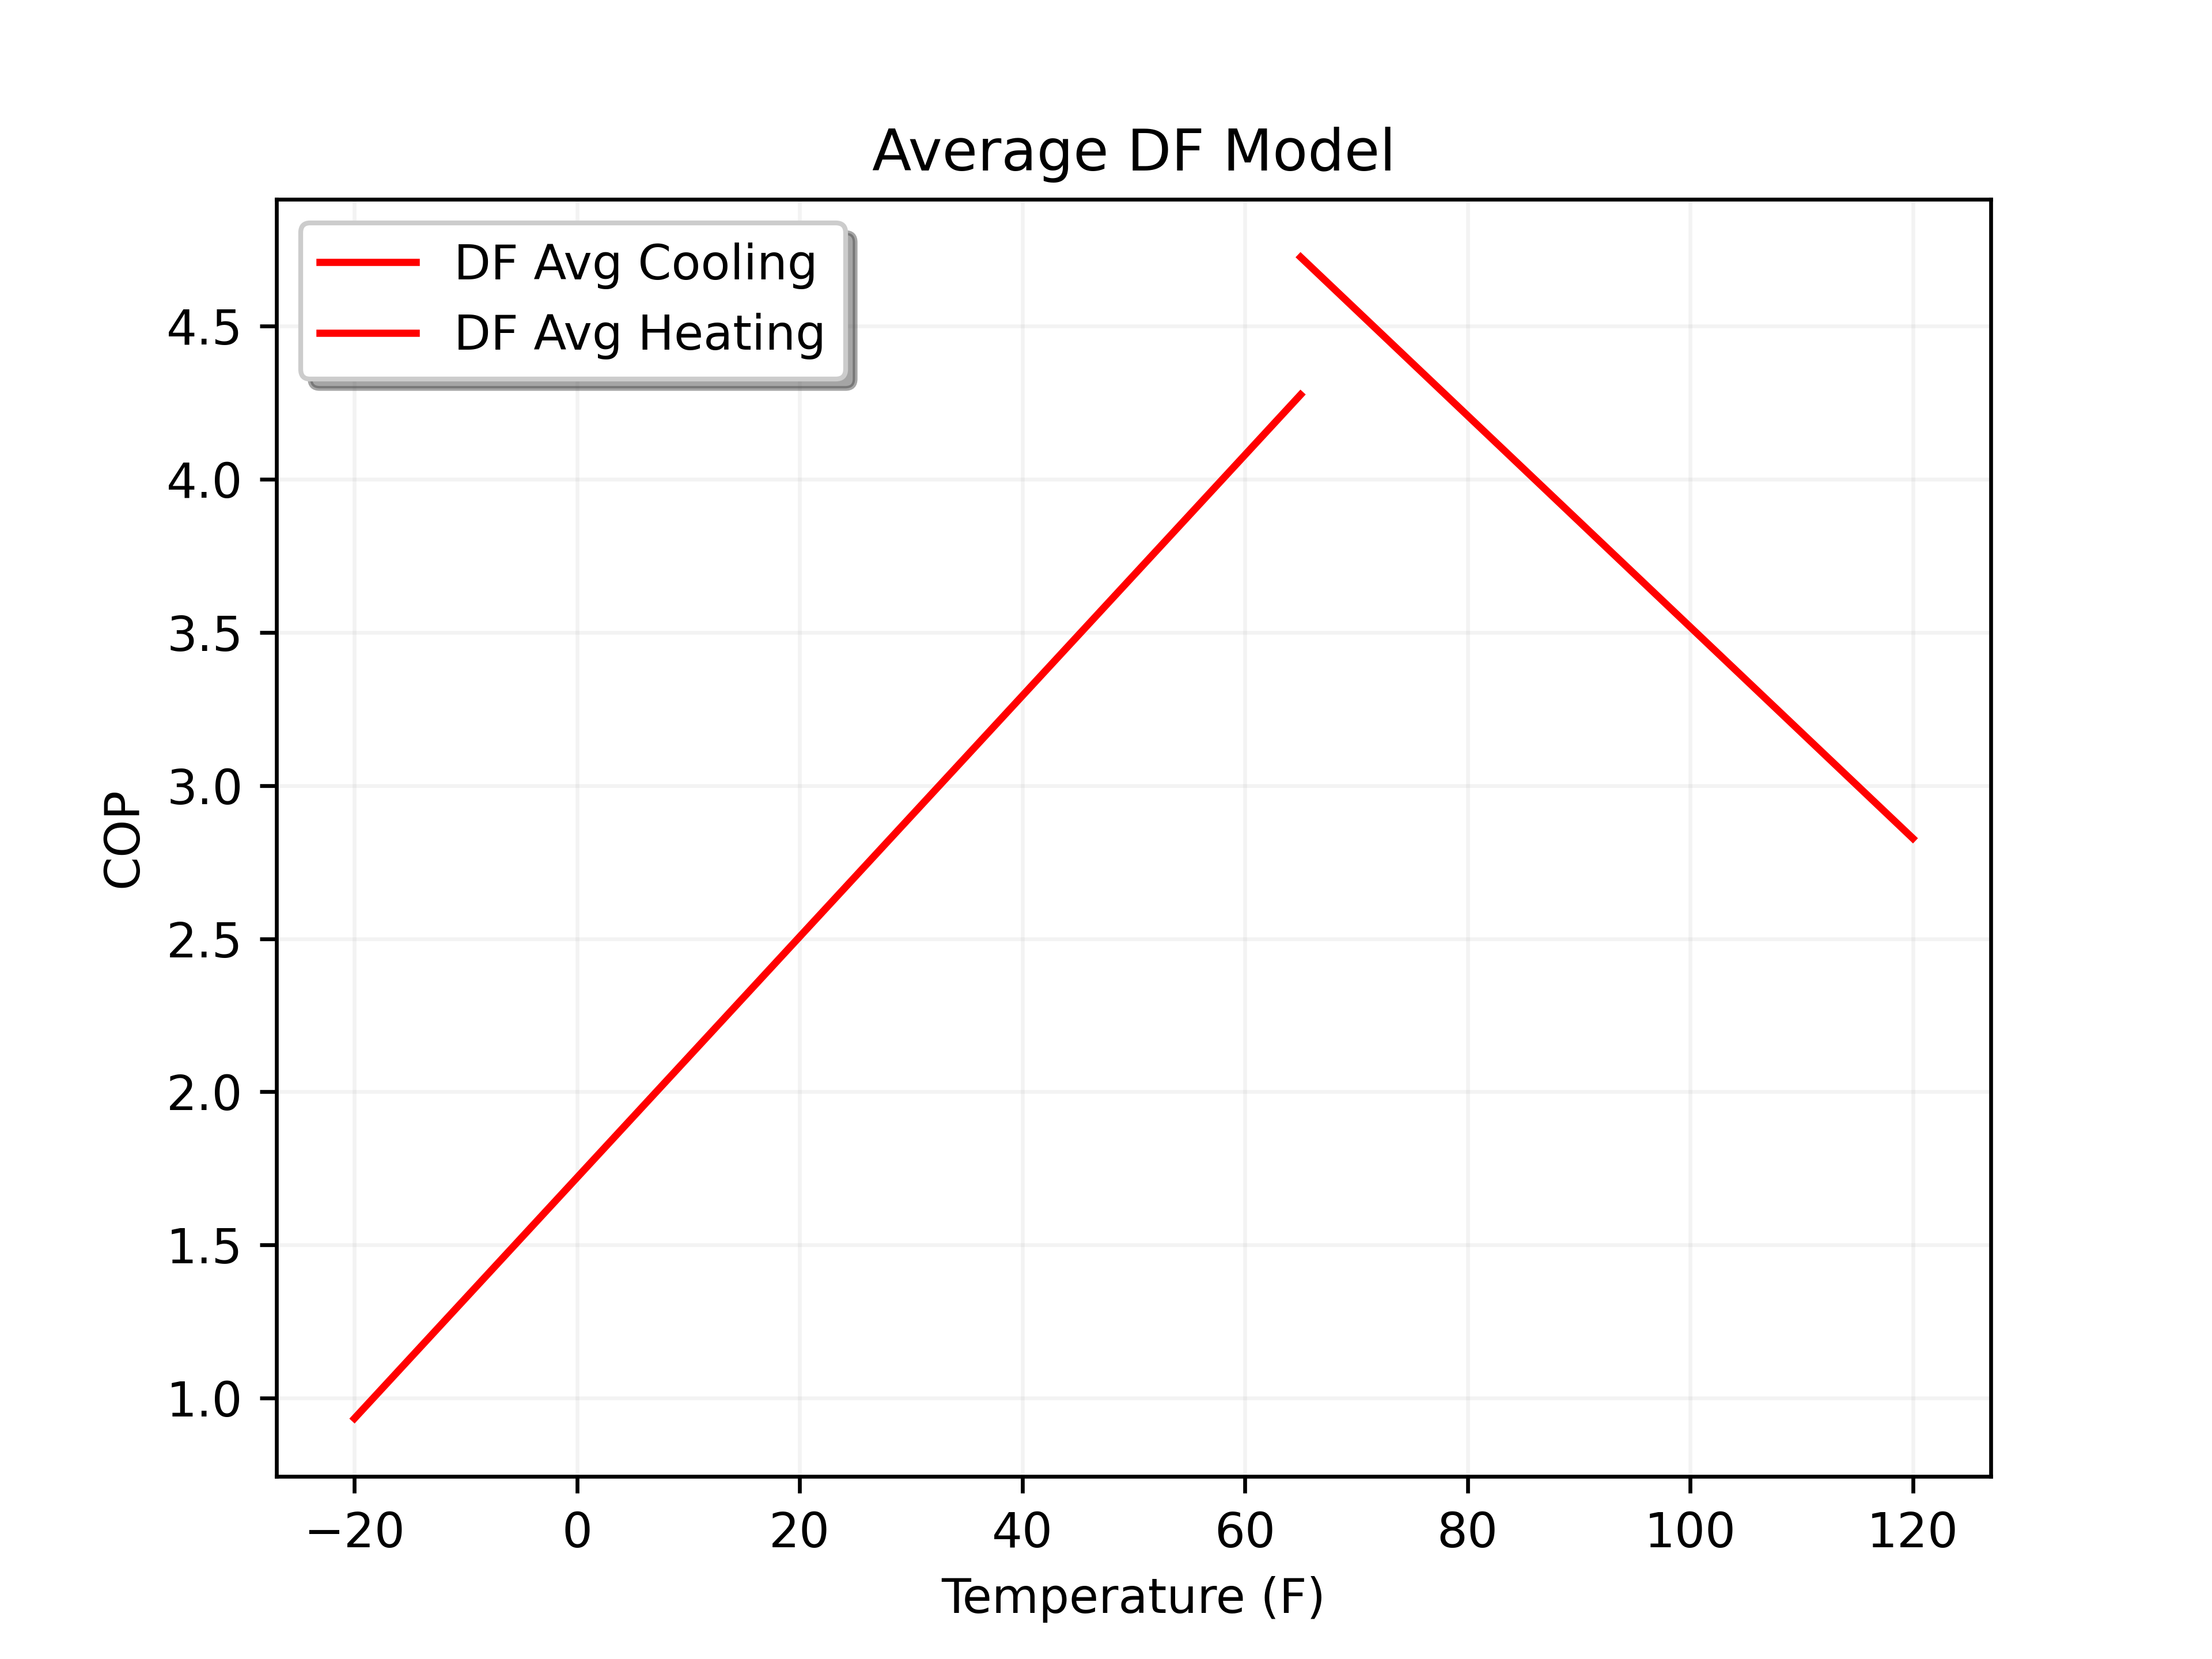 Average DF Model
DF Avg Cooling
DF Avg Heating
4.5
4.0
3.5
3.0
2.5
2.0
1.5
1.0
COP
−20 0 20 40 60 80 100 120
Temperature (F)